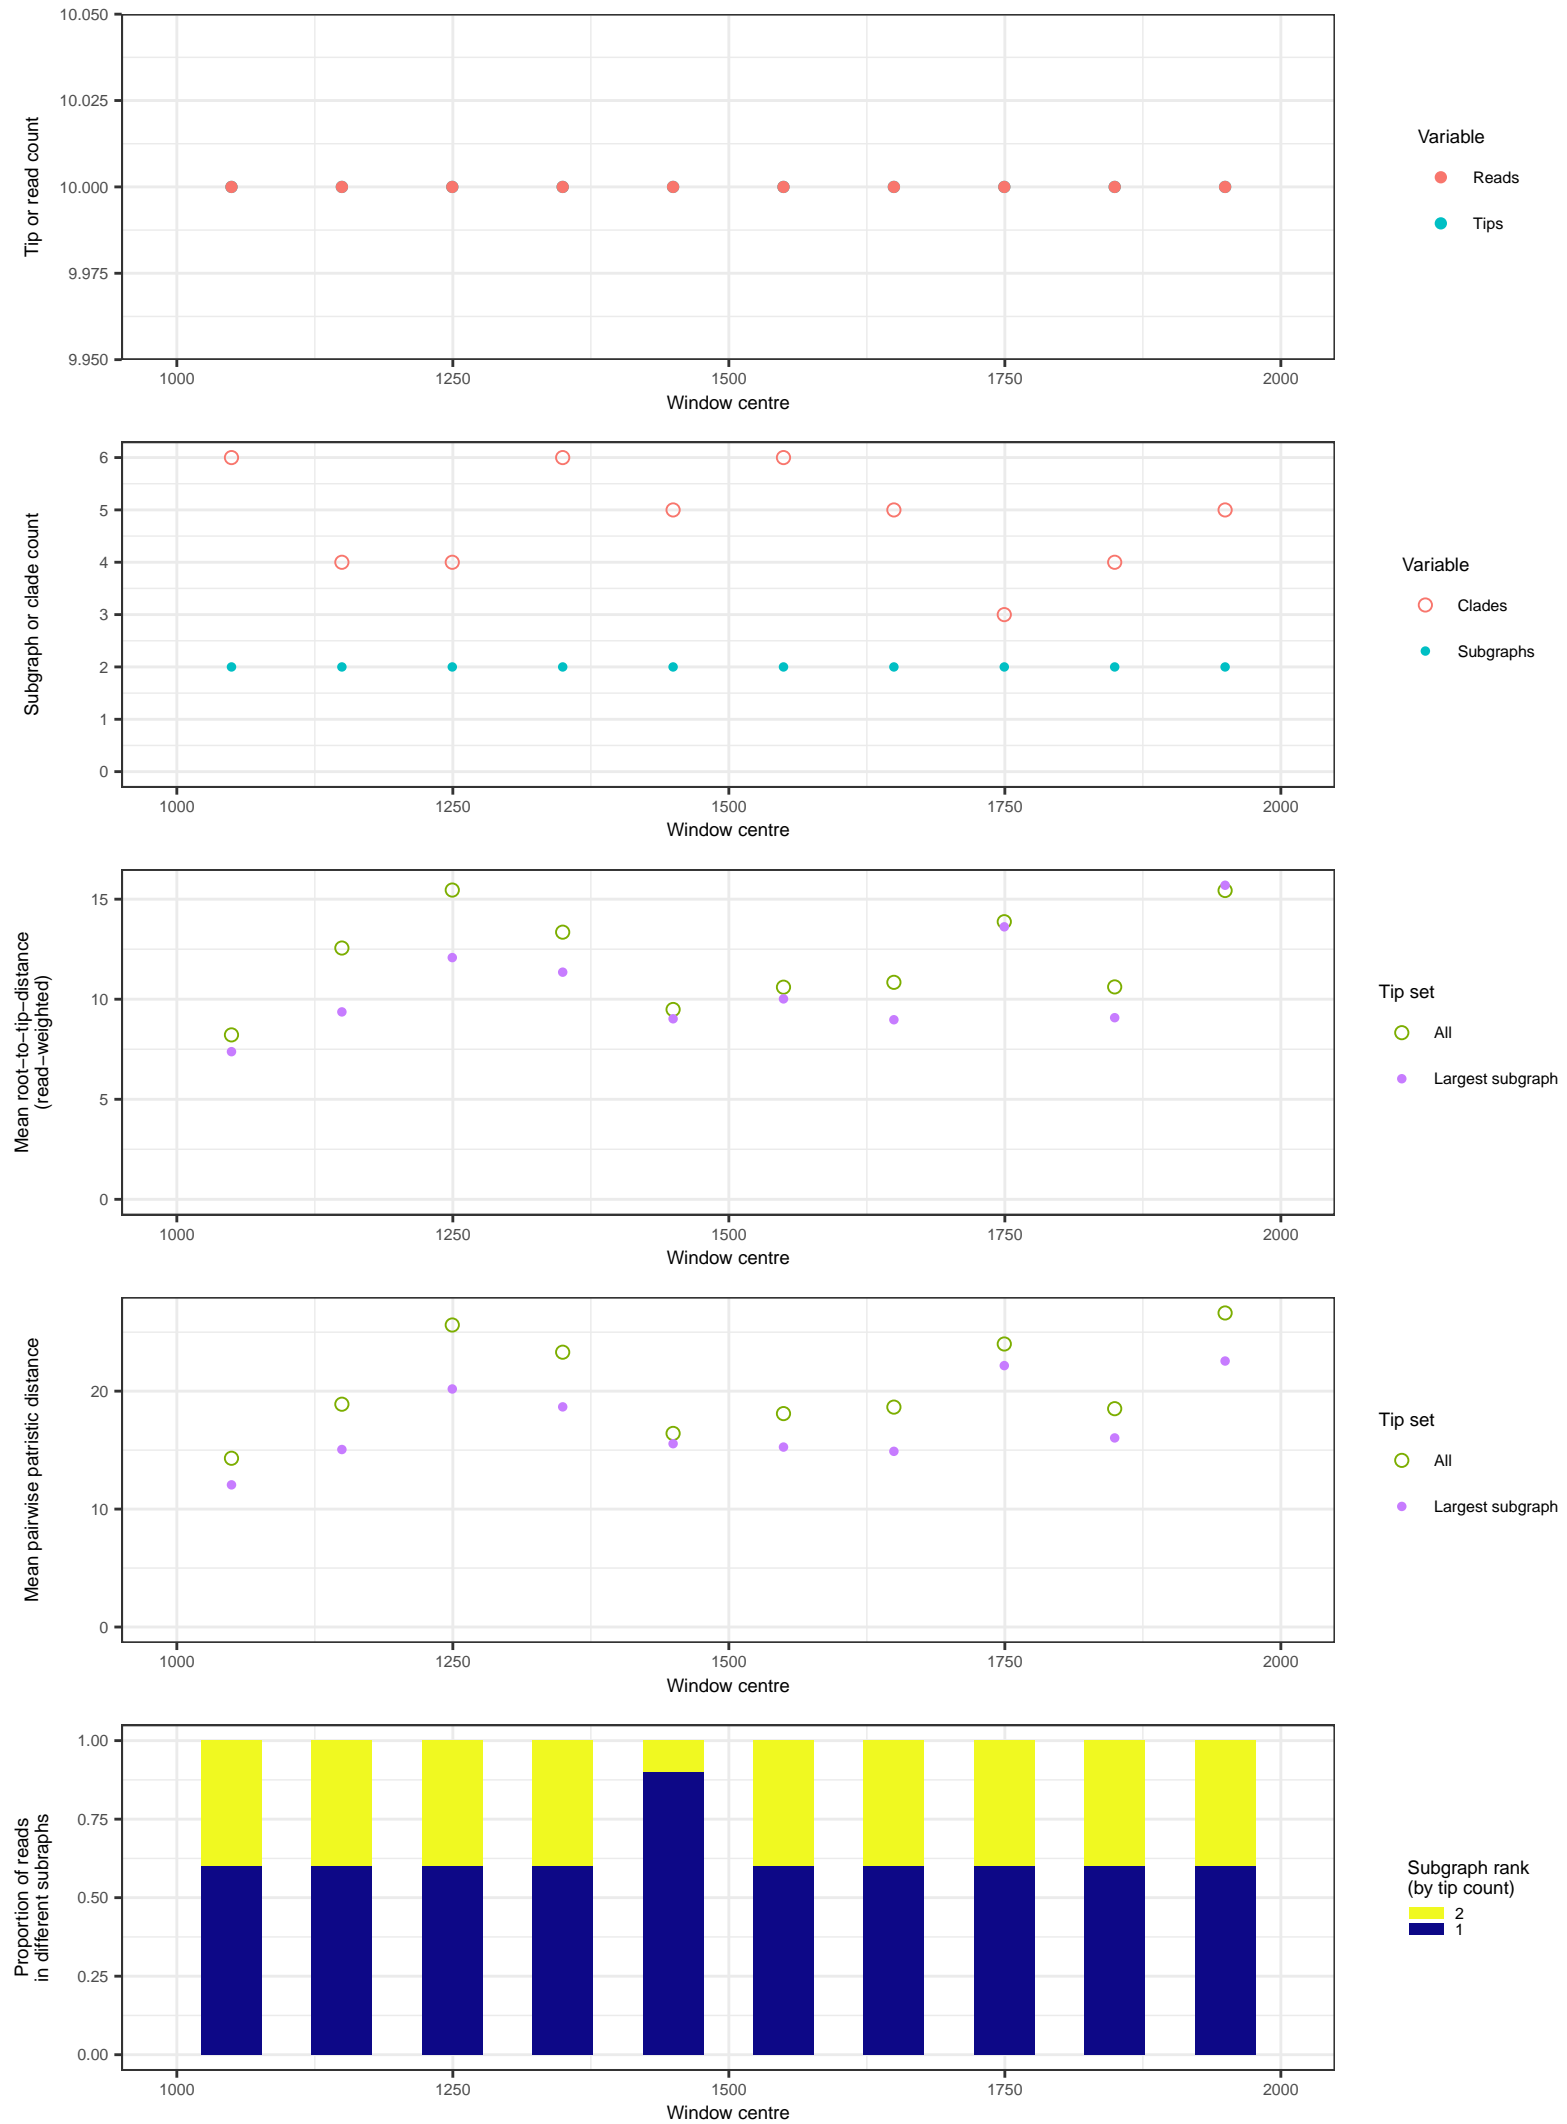 10.050
10.025
10.000
9.975
9.950
Tip or read count
1000 1250 1500 1750 2000
Window centre
Variable
Reads
Tips
6
5
4
3
2
1
0
Subgraph or clade count
1000 1250 1500 1750 2000
Window centre
Variable
Clades
Subgraphs
15
10
5
0
Mean root−to−tip−distance
(read−weighted)
1000 1250 1500 1750 2000
Window centre
Tip set
All
Largest subgraph
20
10
0
Mean pairwise patristic distance
1000 1250 1500 1750 2000
Window centre
Tip set
All
Largest subgraph
1.00
0.75
0.50
0.25
0.00
Proportion of reads
in different subraphs
1000 1250 1500 1750 2000
Window centre
Subgraph rank
(by tip count)
2
1